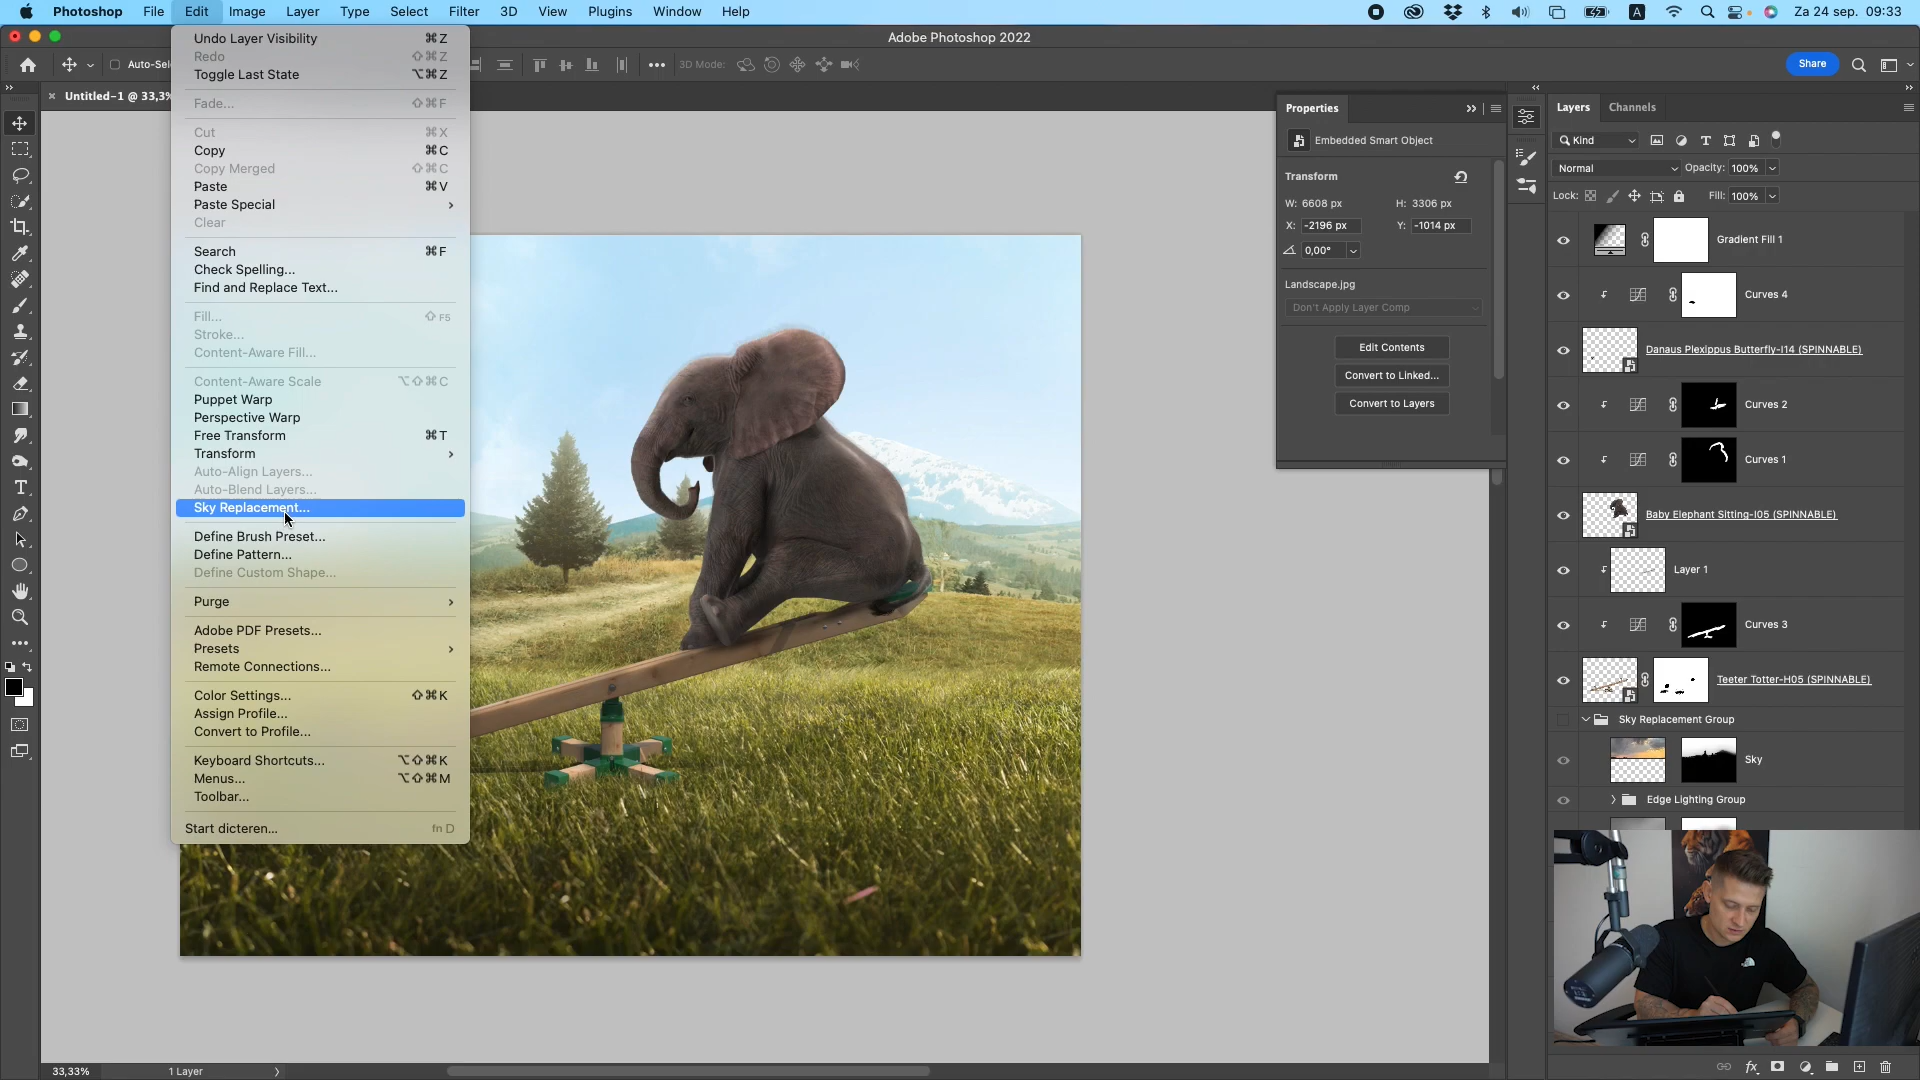 Photoshop File Edit Image Layer Type Select Filter 3D View Plugins Window Help A Za 24 sep. 09:33
Adobe Photoshop 2022
Auto-Sel 3D Mode: Share
Untitled-1 @ 33,3%
Undo Layer Visibility ⌘Z
Redo ⇧⌘Z
Toggle Last State ⌥⌘Z
Fade... ⇧⌘F
Cut ⌘X
Copy ⌘C
Copy Merged ⇧⌘C
Paste ⌘V
Paste Special
Clear
Search ⌘F
Check Spelling...
Find and Replace Text...
Fill... ⇧F5
Stroke...
Content-Aware Fill...
Content-Aware Scale ⌥⇧⌘C
Puppet Warp
Perspective Warp
Free Transform ⌘T
Transform
Auto-Align Layers...
Auto-Blend Layers...
Sky Replacement...
Define Brush Preset...
Define Pattern...
Define Custom Shape...
Purge
Adobe PDF Presets...
Presets
Remote Connections...
Color Settings... ⇧⌘K
Assign Profile...
Convert to Profile...
Keyboard Shortcuts... ⌥⇧⌘K
Menus... ⌥⇧⌘M
Toolbar...
Start dicteren... fn D
33,33% 1 Layer
Properties
Embedded Smart Object
Transform
W: 6608 px H: 3306 px
X: -2196 px Y: -1014 px
0,00°
Landscape.jpg
Don't Apply Layer Comp
Edit Contents
Convert to Linked...
Convert to Layers
Layers Channels
Kind
Normal Opacity: 100%
Lock: Fill: 100%
Gradient Fill 1
Curves 4
Danaus Plexippus Butterfly-I14 (SPINNABLE)
Curves 2
Curves 1
Baby Elephant Sitting-I05 (SPINNABLE)
Layer 1
Curves 3
Teeter Totter-H05 (SPINNABLE)
Sky Replacement Group
Sky
Edge Lighting Group
fx